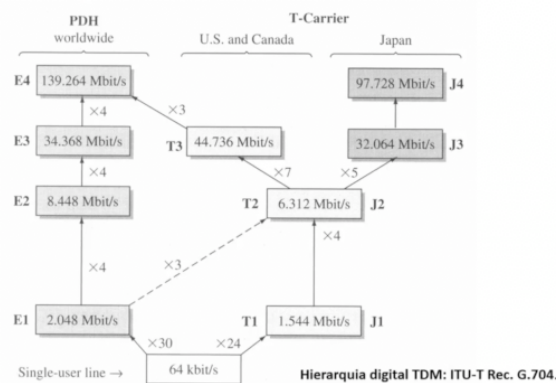 PDH
worldwide
T-Carrier
U.S. and Canada
Japan
E4 139.264 Mbit/s
97.728 Mbit/s J4
×4
×3
E3 34.368 Mbit/s
T3 44.736 Mbit/s
32.064 Mbit/s J3
×4
×7
×5
E2 8.448 Mbit/s
T2 6.312 Mbit/s J2
×4
×3
×4
E1 2.048 Mbit/s
T1 1.544 Mbit/s J1
×30
×24
Single-user line → 64 kbit/s
Hierarquia digital TDM: ITU-T Rec. G.704.